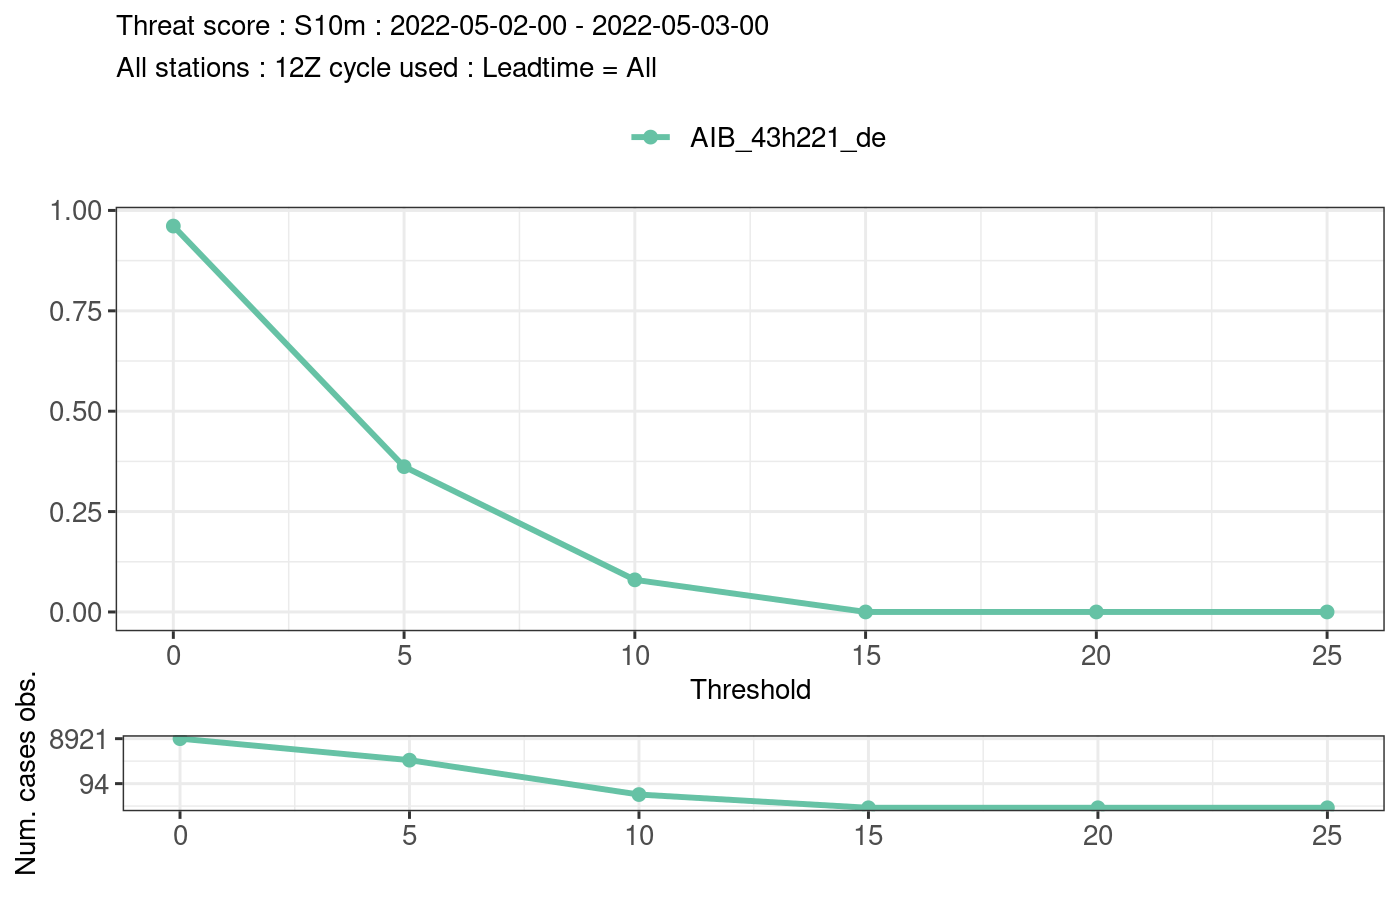 Threat score : S10m : 2022-05-02-00 - 2022-05-03-00
All stations : 12Z cycle used : Leadtime = All
AIB_43h221_de
1.00
0.75
0.50
0.25
0.00
0 5 10 15 20 25
Threshold
Num. cases obs.
8921
94
0 5 10 15 20 25